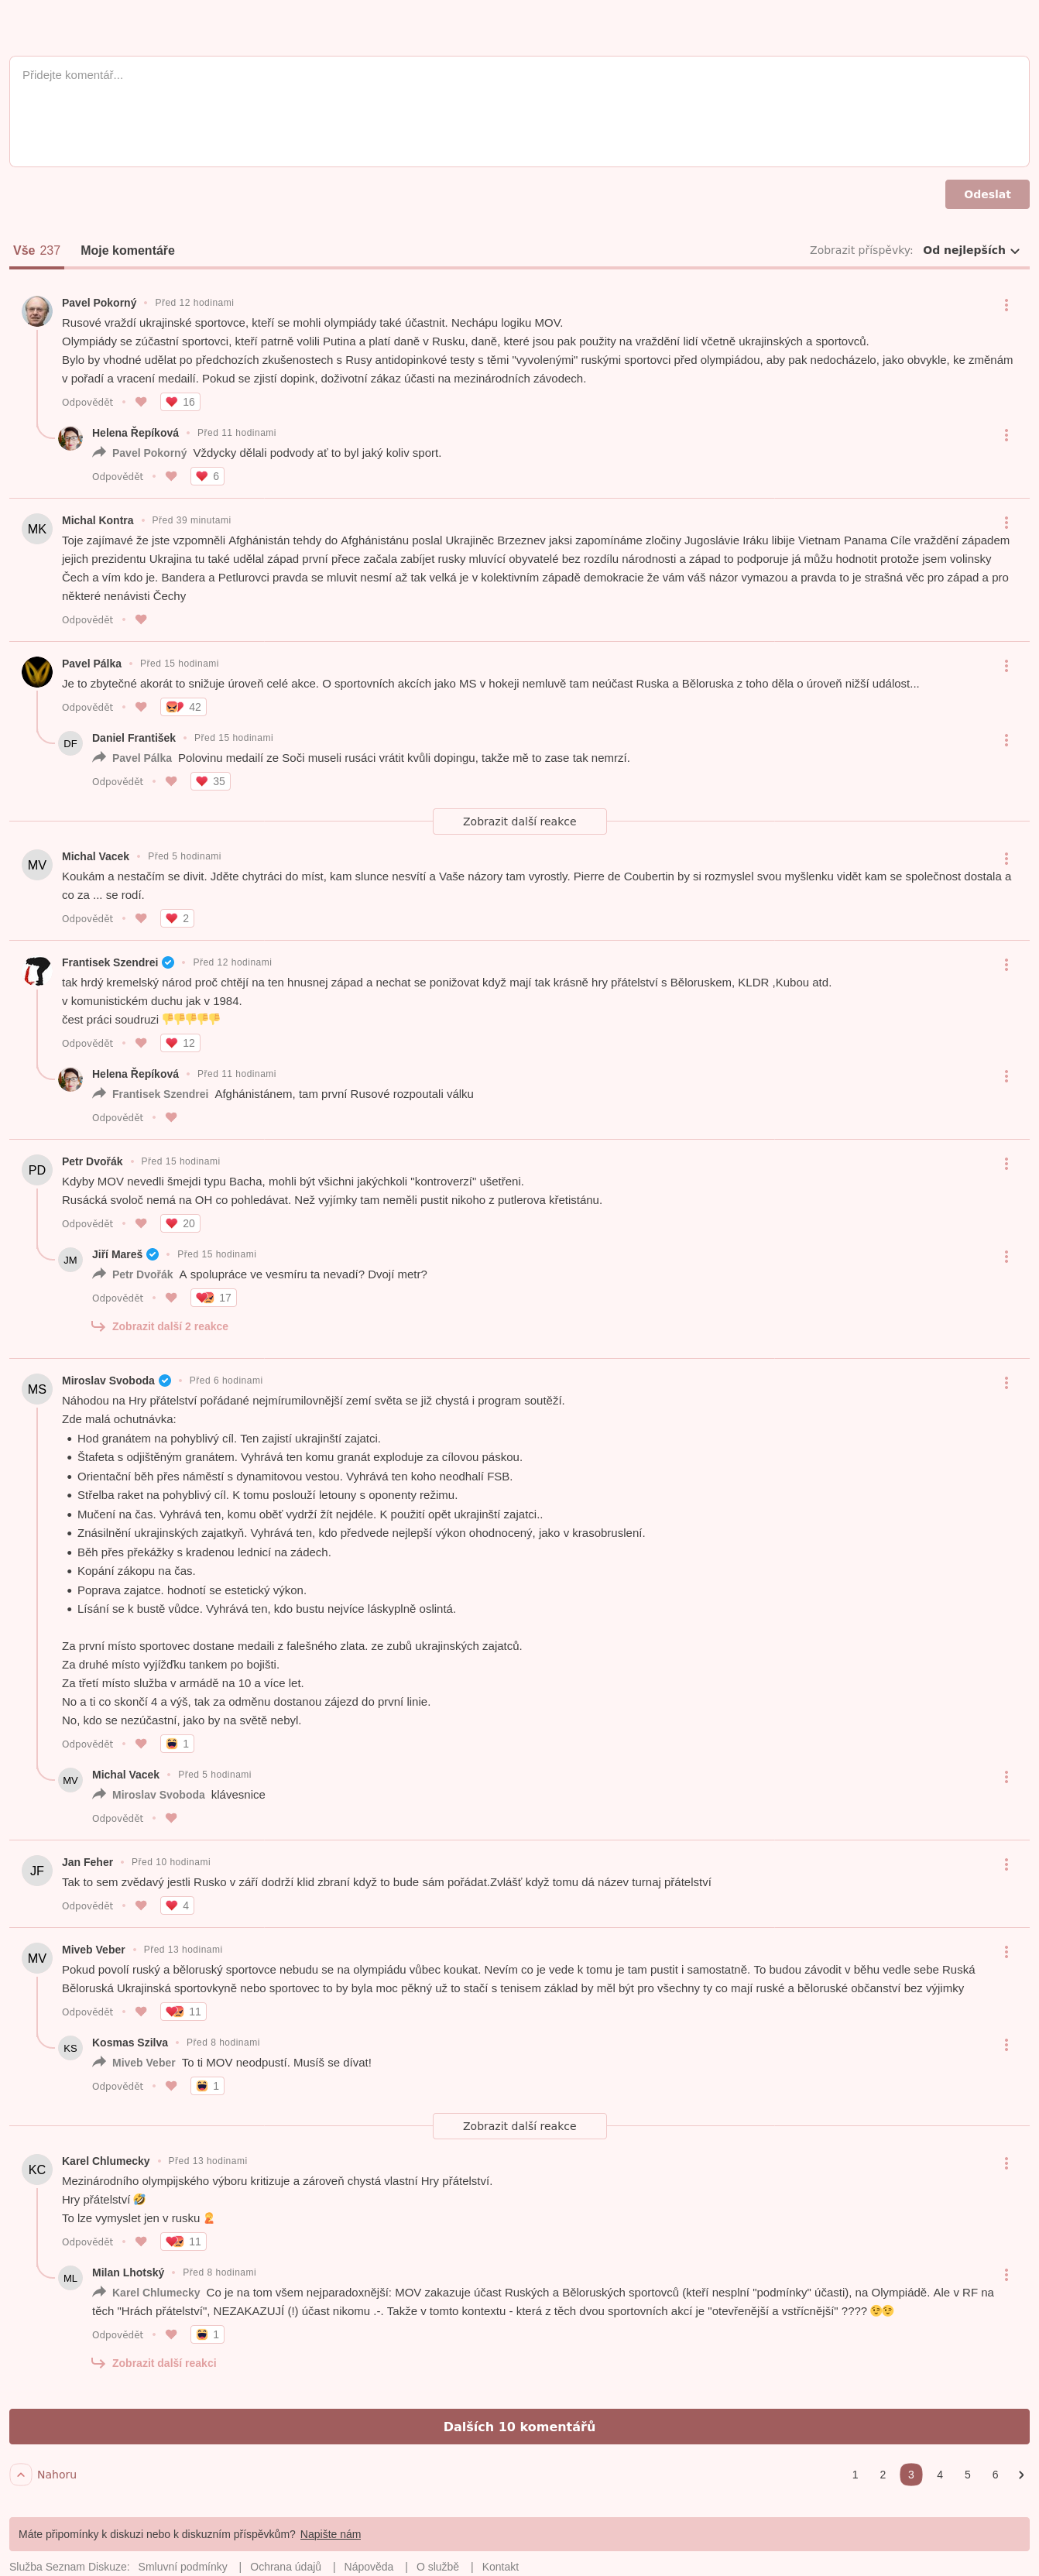 Přidejte komentář...
Odeslat
Vše 237 Moje komentáře Zobrazit příspěvky: Od nejlepších
Pavel Pokorný • Před 12 hodinami
Rusové vraždí ukrajinské sportovce, kteří se mohli olympiády také účastnit. Nechápu logiku MOV.
Olympiády se zúčastní sportovci, kteří patrně volili Putina a platí daně v Rusku, daně, které jsou pak použity na vraždění lidí včetně ukrajinských a sportovců.
Bylo by vhodné udělat po předchozích zkušenostech s Rusy antidopinkové testy s těmi "vyvolenými" ruskými sportovci před olympiádou, aby pak nedocházelo, jako obvykle, ke změnám
v pořadí a vracení medailí. Pokud se zjistí dopink, doživotní zákaz účasti na mezinárodních závodech.
Odpovědět • 16
Helena Řepíková • Před 11 hodinami
Pavel Pokorný Vždycky dělali podvody ať to byl jaký koliv sport.
Odpovědět • 6
MK
Michal Kontra • Před 39 minutami
Toje zajímavé že jste vzpomněli Afghánistán tehdy do Afghánistánu poslal Ukrajiněc Brzeznev jaksi zapomínáme zločiny Jugoslávie Iráku libije Vietnam Panama Cíle vraždění západem
jejich prezidentu Ukrajina tu také udělal západ první přece začala zabíjet rusky mluvící obyvatelé bez rozdílu národnosti a západ to podporuje já můžu hodnotit protože jsem volinsky
Čech a vím kdo je. Bandera a Petlurovci pravda se mluvit nesmí až tak velká je v kolektivním západě demokracie že vám váš názor vymazou a pravda to je strašná věc pro západ a pro
některé nenávisti Čechy
Odpovědět •
Pavel Pálka • Před 15 hodinami
Je to zbytečné akorát to snižuje úroveň celé akce. O sportovních akcích jako MS v hokeji nemluvě tam neúčast Ruska a Běloruska z toho děla o úroveň nižší událost...
Odpovědět • 42
DF
Daniel František • Před 15 hodinami
Pavel Pálka Polovinu medailí ze Soči museli rusáci vrátit kvůli dopingu, takže mě to zase tak nemrzí.
Odpovědět • 35
Zobrazit další reakce
MV
Michal Vacek • Před 5 hodinami
Koukám a nestačím se divit. Jděte chytráci do míst, kam slunce nesvítí a Vaše názory tam vyrostly. Pierre de Coubertin by si rozmyslel svou myšlenku vidět kam se společnost dostala a
co za ... se rodí.
Odpovědět • 2
Frantisek Szendrei • Před 12 hodinami
tak hrdý kremelský národ proč chtějí na ten hnusnej západ a nechat se ponižovat když mají tak krásně hry přátelství s Běloruskem, KLDR ,Kubou atd.
v komunistickém duchu jak v 1984.
čest práci soudruzi 👎👎👎👎👎
Odpovědět • 12
Helena Řepíková • Před 11 hodinami
Frantisek Szendrei Afghánistánem, tam první Rusové rozpoutali válku
Odpovědět •
PD
Petr Dvořák • Před 15 hodinami
Kdyby MOV nevedli šmejdi typu Bacha, mohli být všichni jakýchkoli "kontroverzí" ušetřeni.
Rusácká svoloč nemá na OH co pohledávat. Než vyjímky tam neměli pustit nikoho z putlerova křetistánu.
Odpovědět • 20
JM
Jiří Mareš • Před 15 hodinami
Petr Dvořák A spolupráce ve vesmíru ta nevadí? Dvojí metr?
Odpovědět • 17
Zobrazit další 2 reakce
MS
Miroslav Svoboda • Před 6 hodinami
Náhodou na Hry přátelství pořádané nejmírumilovnější zemí světa se již chystá i program soutěží.
Zde malá ochutnávka:
• Hod granátem na pohyblivý cíl. Ten zajistí ukrajinští zajatci.
• Štafeta s odjištěným granátem. Vyhrává ten komu granát exploduje za cílovou páskou.
• Orientační běh přes náměstí s dynamitovou vestou. Vyhrává ten koho neodhalí FSB.
• Střelba raket na pohyblivý cíl. K tomu poslouží letouny s oponenty režimu.
• Mučení na čas. Vyhrává ten, komu oběť vydrží žít nejdéle. K použití opět ukrajinští zajatci..
• Znásilnění ukrajinských zajatkyň. Vyhrává ten, kdo předvede nejlepší výkon ohodnocený, jako v krasobruslení.
• Běh přes překážky s kradenou lednicí na zádech.
• Kopání zákopu na čas.
• Poprava zajatce. hodnotí se estetický výkon.
• Lísání se k bustě vůdce. Vyhrává ten, kdo bustu nejvíce láskyplně oslintá.
Za první místo sportovec dostane medaili z falešného zlata. ze zubů ukrajinských zajatců.
Za druhé místo vyjížďku tankem po bojišti.
Za třetí místo služba v armádě na 10 a více let.
No a ti co skončí 4 a výš, tak za odměnu dostanou zájezd do první linie.
No, kdo se nezúčastní, jako by na světě nebyl.
Odpovědět • 1
MV
Michal Vacek • Před 5 hodinami
Miroslav Svoboda klávesnice
Odpovědět •
JF
Jan Feher • Před 10 hodinami
Tak to sem zvědavý jestli Rusko v září dodrží klid zbraní když to bude sám pořádat.Zvlášť když tomu dá název turnaj přátelství
Odpovědět • 4
MV
Miveb Veber • Před 13 hodinami
Pokud povolí ruský a běloruský sportovce nebudu se na olympiádu vůbec koukat. Nevím co je vede k tomu je tam pustit i samostatně. To budou závodit v běhu vedle sebe Ruská
Běloruská Ukrajinská sportovkyně nebo sportovec to by byla moc pěkný už to stačí s tenisem základ by měl být pro všechny ty co mají ruské a běloruské občanství bez výjimky
Odpovědět • 11
KS
Kosmas Szilva • Před 8 hodinami
Miveb Veber To ti MOV neodpustí. Musíš se dívat!
Odpovědět • 1
Zobrazit další reakce
KC
Karel Chlumecky • Před 13 hodinami
Mezinárodního olympijského výboru kritizuje a zároveň chystá vlastní Hry přátelství.
Hry přátelství 🤣
To lze vymyslet jen v rusku 🤦
Odpovědět • 11
ML
Milan Lhotský • Před 8 hodinami
Karel Chlumecky Co je na tom všem nejparadoxnější: MOV zakazuje účast Ruských a Běloruských sportovců (kteří nesplní "podmínky" účasti), na Olympiádě. Ale v RF na
těch "Hrách přátelství", NEZAKAZUJÍ (!) účast nikomu .-. Takže v tomto kontextu - která z těch dvou sportovních akcí je "otevřenější a vstřícnější" ???? 😏😏
Odpovědět • 1
Zobrazit další reakci
Dalších 10 komentářů
Nahoru 1 2 3 4 5 6
Máte připomínky k diskuzi nebo k diskuzním příspěvkům? Napište nám
Služba Seznam Diskuze: Smluvní podmínky | Ochrana údajů | Nápověda | O službě | Kontakt